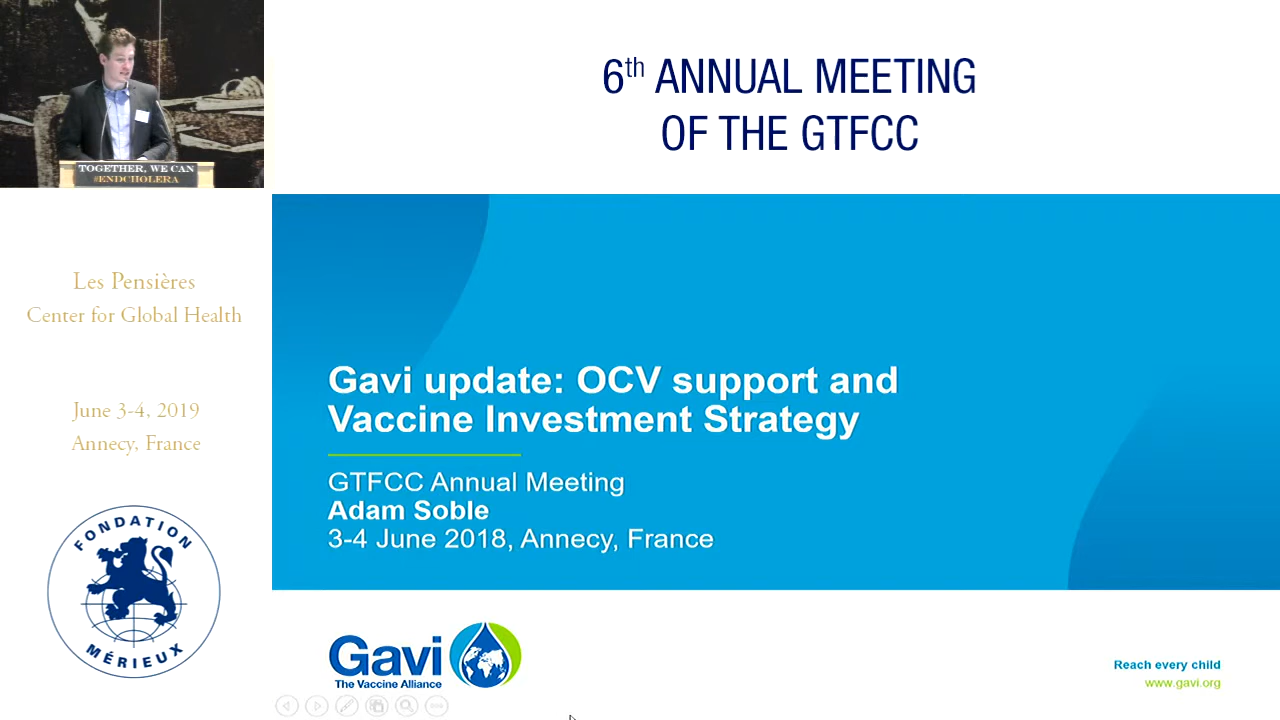 6th ANNUAL MEETING
OF THE GTFCC
TOGETHER, WE CAN
#ENDCHOLERA
Les Pensières
Center for Global Health
June 3-4, 2019
Annecy, France
FONDATION
MÉRIEUX
Gavi update: OCV support and
Vaccine Investment Strategy
GTFCC Annual Meeting
Adam Soble
3-4 June 2018, Annecy, France
Gavi
The Vaccine Alliance
Reach every child
www.gavi.org